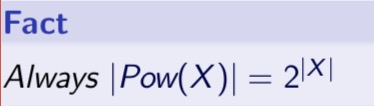 Fact
Always |Pow(X)| = 2^|X|